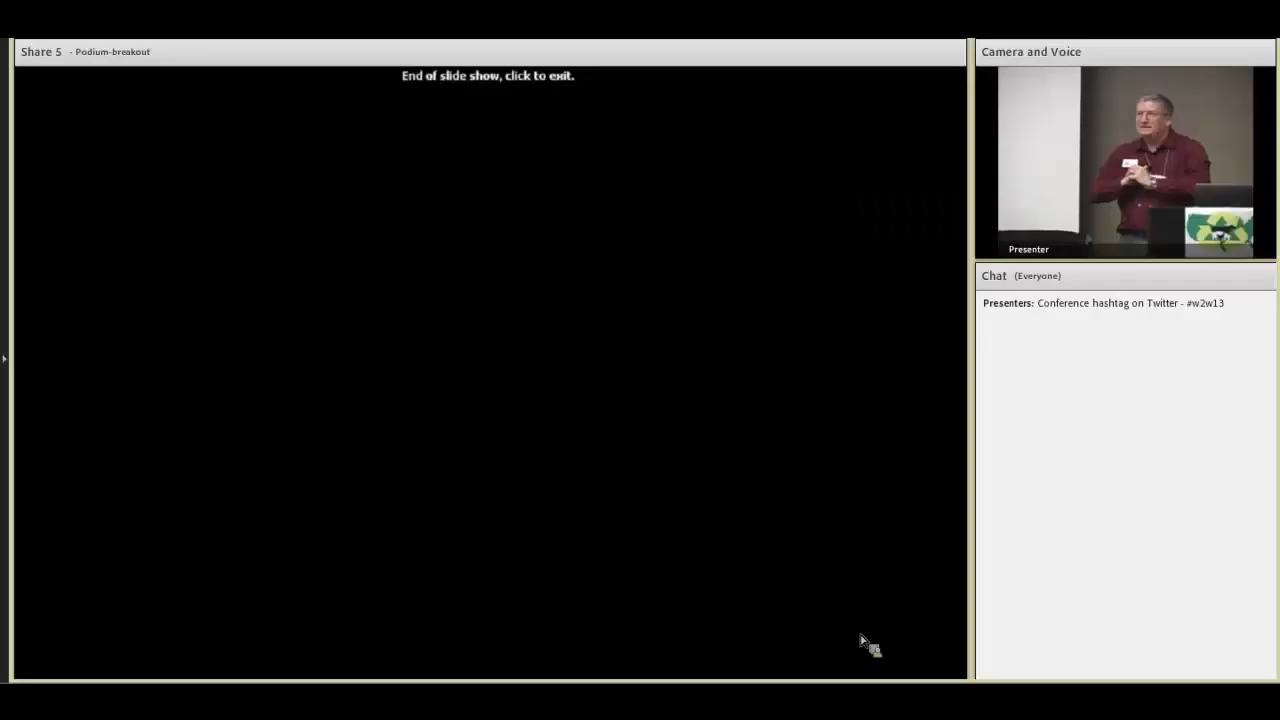 Share 5 - Podium-breakout
End of slide show, click to exit.
Camera and Voice
Presenter
Chat (Everyone)
Presenters: Conference hashtag on Twitter - #w2w13